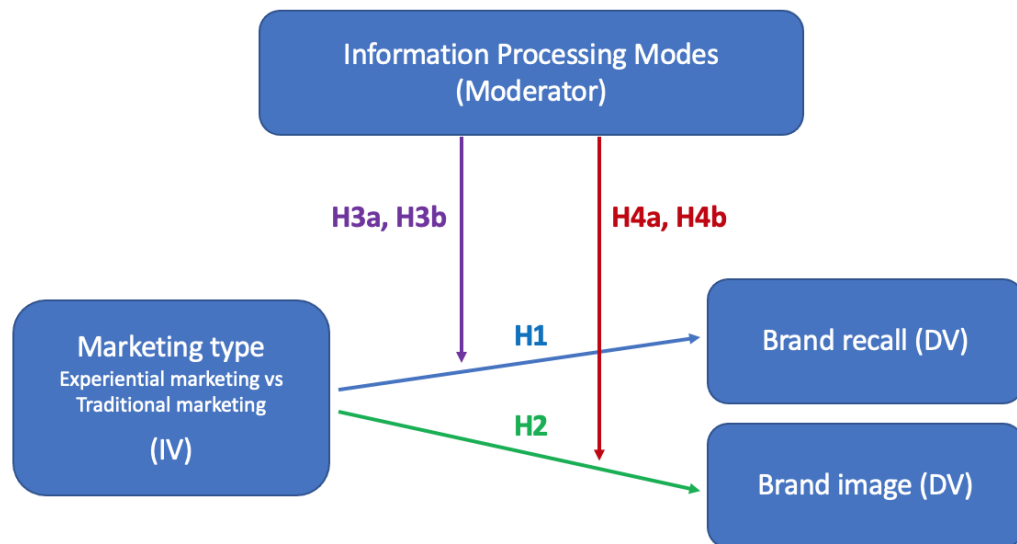 Information Processing Modes
(Moderator)
H3a, H3b
H4a, H4b
Marketing type
Experiential marketing vs
Traditional marketing
(IV)
H1
H2
Brand recall (DV)
Brand image (DV)